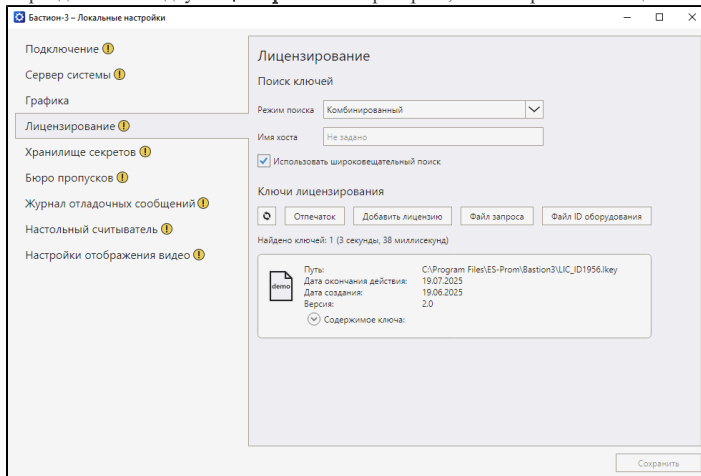 Бастион-3 – Локальные настройки
Подключение
Сервер системы
Графика
Лицензирование
Хранилище секретов
Бюро пропусков
Журнал отладочных сообщений
Настольный считыватель
Настройки отображения видео
Лицензирование
Поиск ключей
Режим поиска Комбинированный
Имя хоста Не задано
Использовать широковещательный поиск
Ключи лицензирования
Отпечаток Добавить лицензию Файл запроса Файл ID оборудования
Найдено ключей: 1 (3 секунды, 38 миллисекунд)
demo
Путь: C:\Program Files\ES-Prom\Bastion3\LIC_ID1956.lkey
Дата окончания действия: 19.07.2025
Дата создания: 19.06.2025
Версия: 2.0
Содержимое ключа:
Сохранить